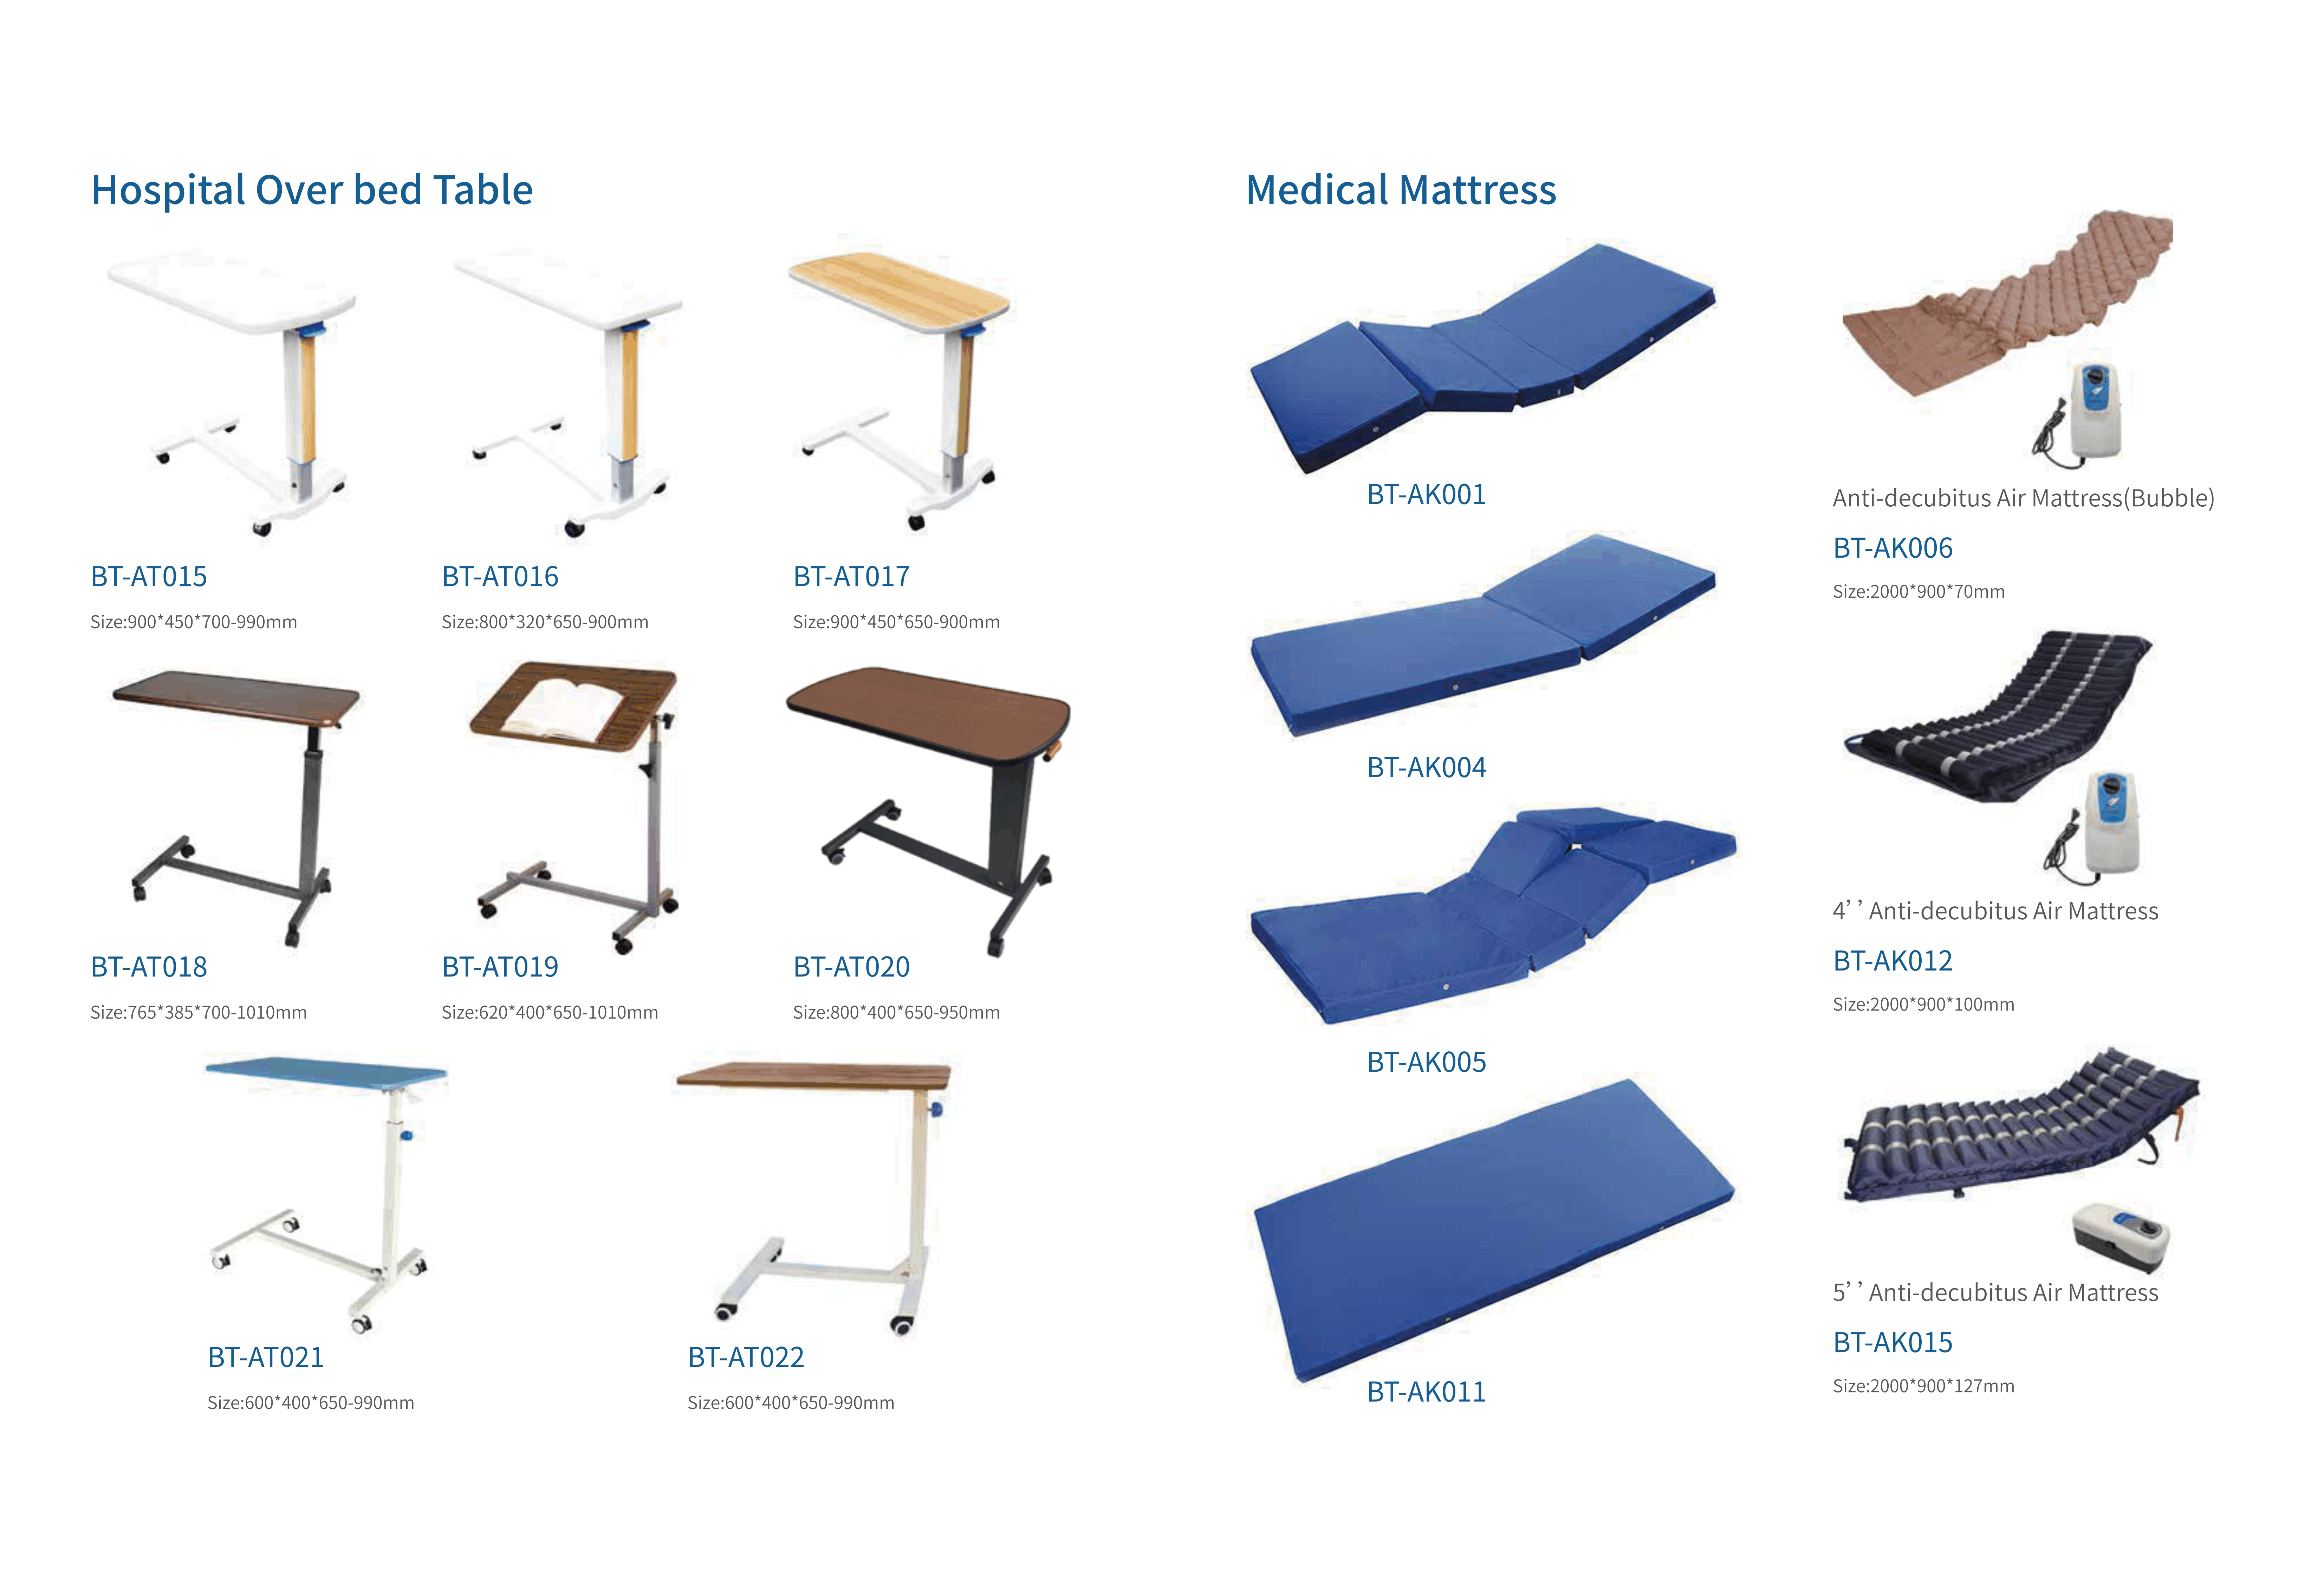 Hospital Over bed Table
BT-AT015
Size:900*450*700-990mm
BT-AT016
Size:800*320*650-900mm
BT-AT017
Size:900*450*650-900mm
BT-AT018
Size:765*385*700-1010mm
BT-AT019
Size:620*400*650-1010mm
BT-AT020
Size:800*400*650-950mm
BT-AT021
Size:600*400*650-990mm
BT-AT022
Size:600*400*650-990mm
Medical Mattress
BT-AK001
BT-AK004
BT-AK005
BT-AK011
Anti-decubitus Air Mattress(Bubble)
BT-AK006
Size:2000*900*70mm
4’’Anti-decubitus Air Mattress
BT-AK012
Size:2000*900*100mm
5’’Anti-decubitus Air Mattress
BT-AK015
Size:2000*900*127mm